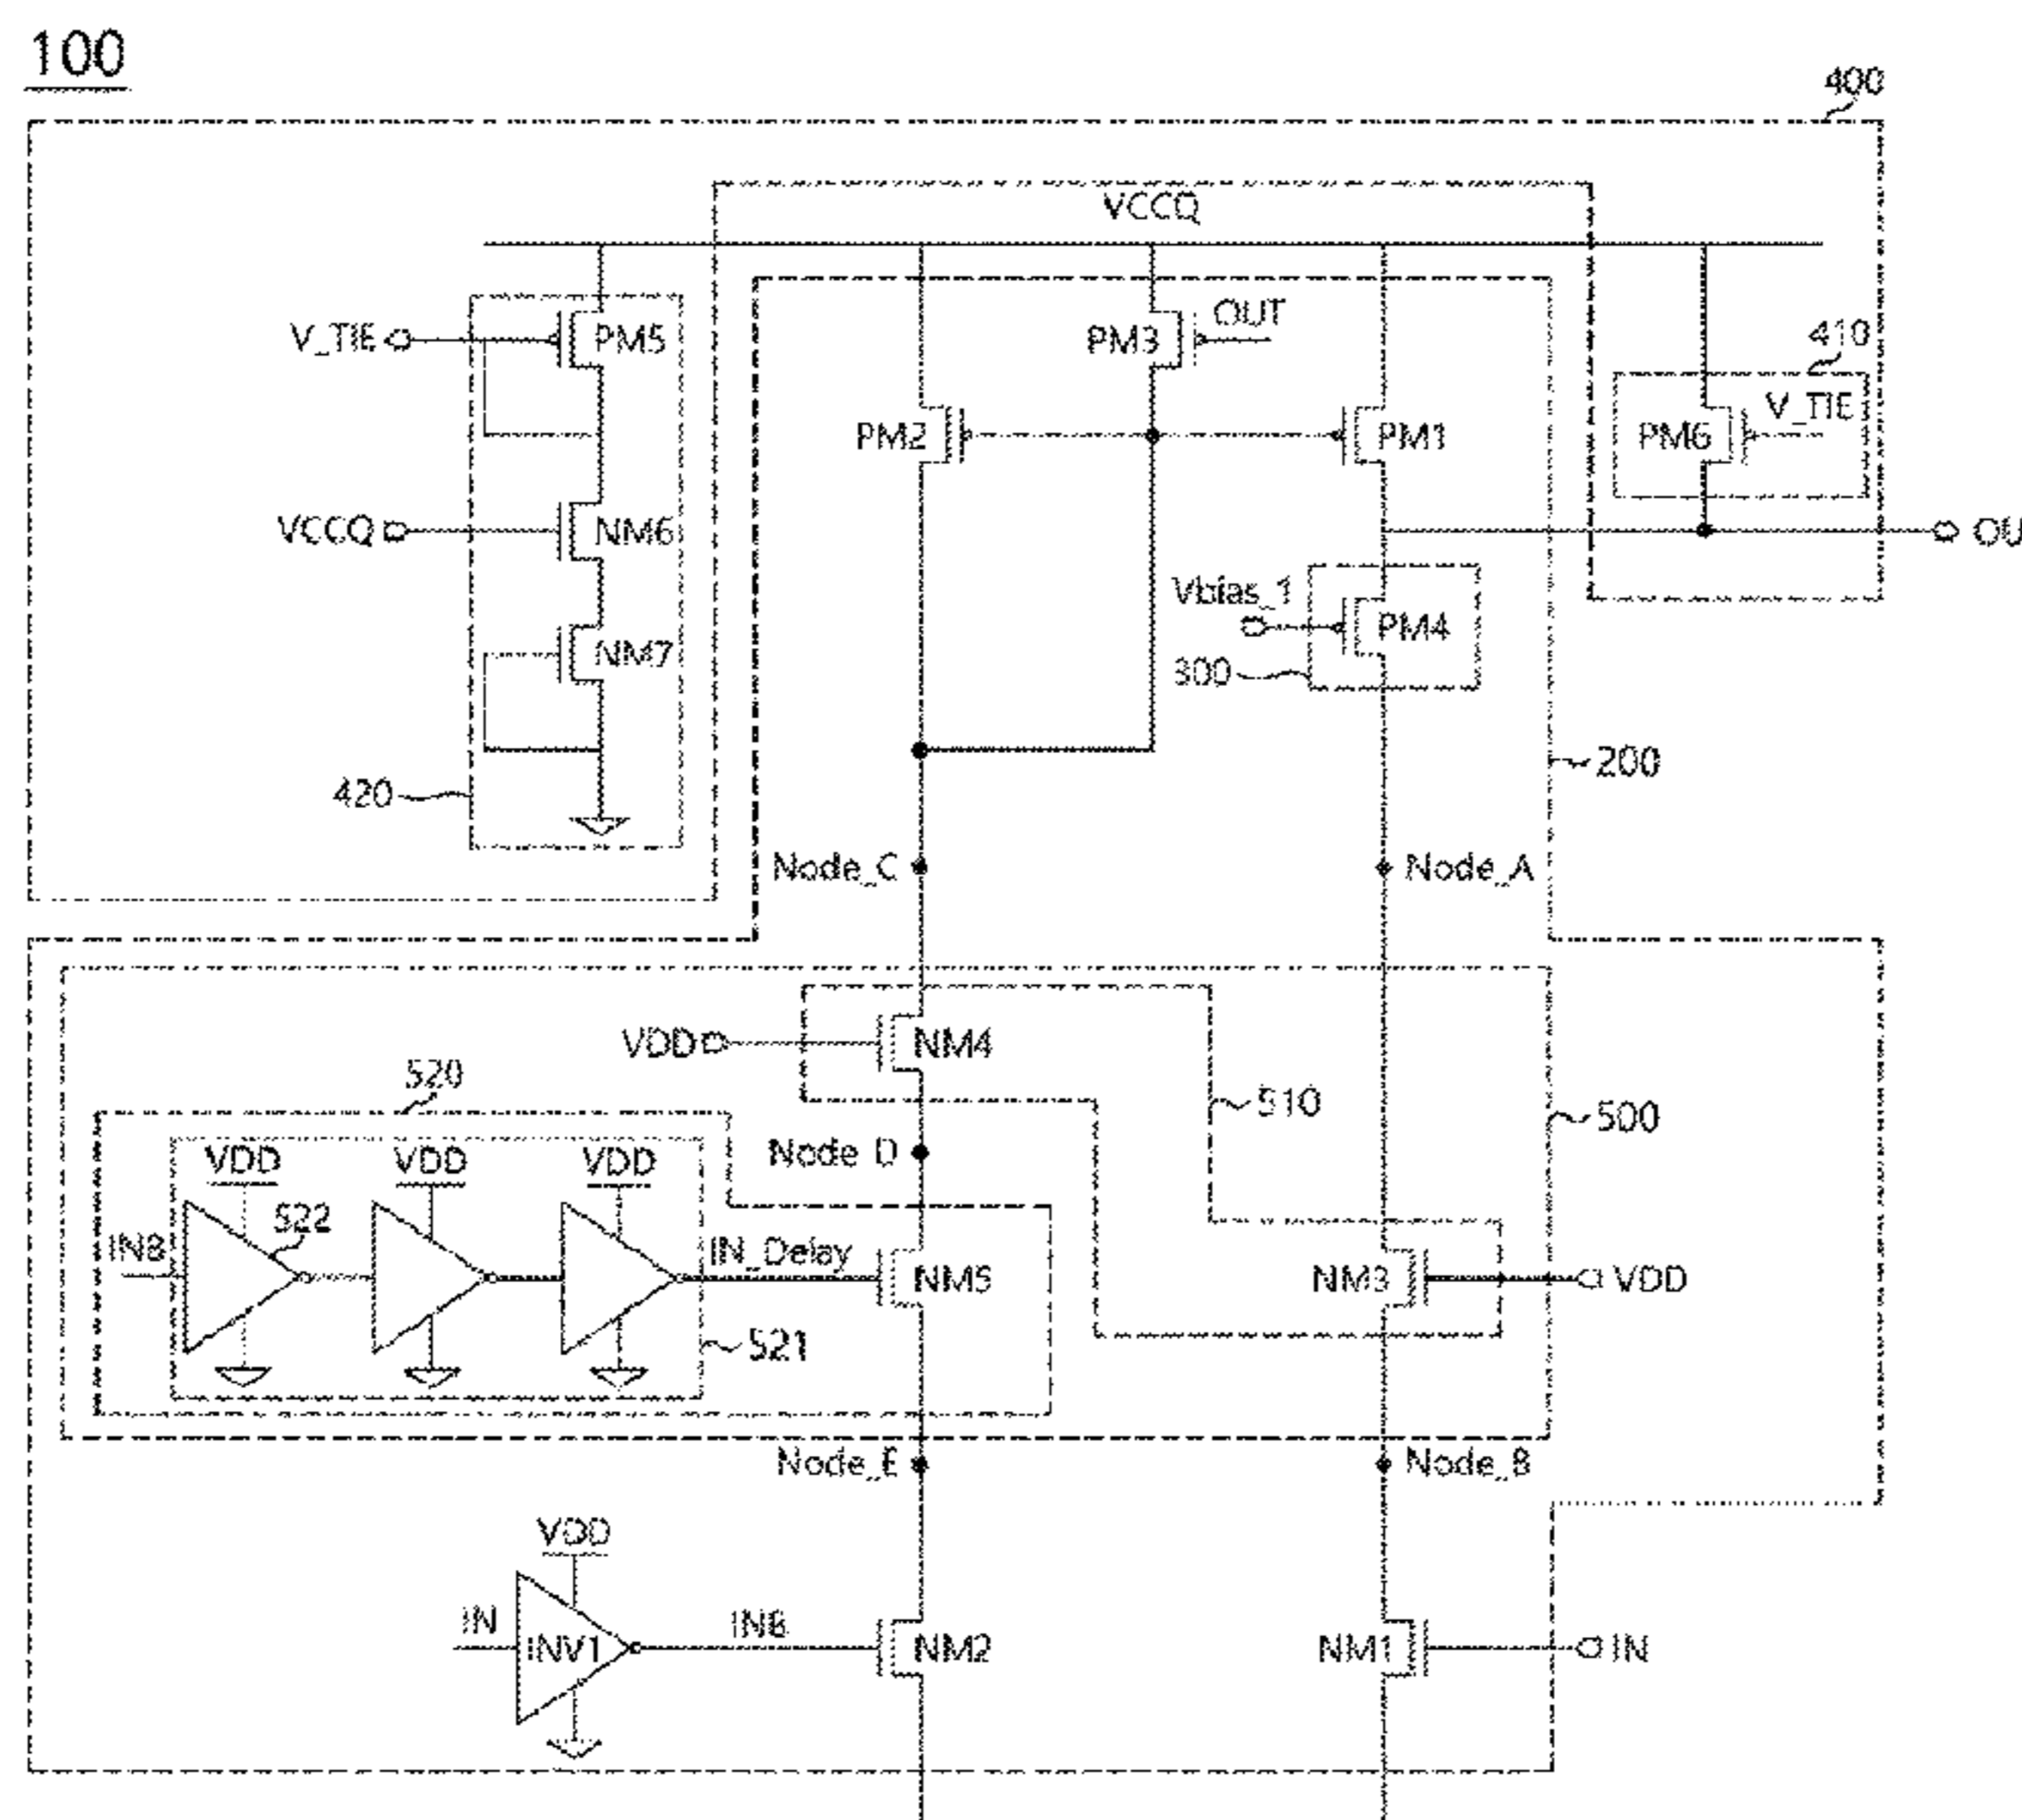 100
400
VCCQ
V_TIE
PM5
PM3
OUT
410
V_TIE
PM2
PM1
PM6
VCCQ
NM6
OU
Vbias_1
PM4
NM7
300
200
420
Node_C
Node_A
VDD
NM4
520
510
500
VDD
VDD
VDD
Node D
522
INB
IN_Delay
NM5
NM3
VDD
521
Node_E
Node_B
VDD
IN
INV1
INB
NM2
NM1
IN